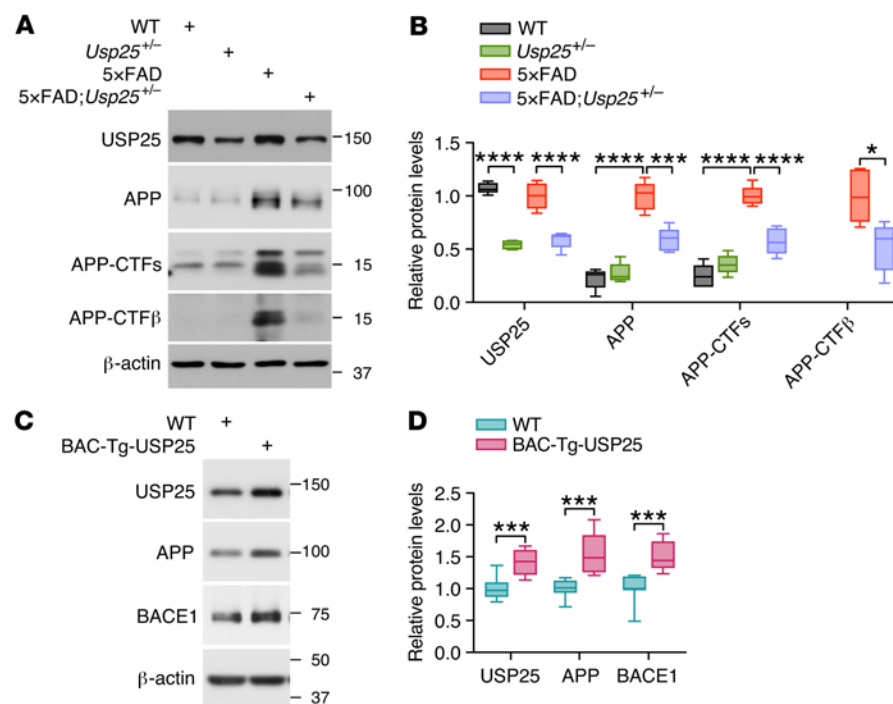 A
WT +
Usp25+/– +
5×FAD +
5×FAD;Usp25+/– +
USP25
150
APP
100
APP-CTFs
15
APP-CTFβ
15
β-actin
37
B
WT
Usp25+/–
5×FAD
5×FAD;Usp25+/–
Relative protein levels
1.5
1.0
0.5
0.0
**** **** **** *** **** **** *
USP25 APP APP-CTFs APP-CTFβ
C
WT +
BAC-Tg-USP25 +
USP25
150
APP
100
BACE1
75
β-actin
50
37
D
WT
BAC-Tg-USP25
Relative protein levels
2.5
2.0
1.5
1.0
0.5
0.0
*** *** ***
USP25 APP BACE1